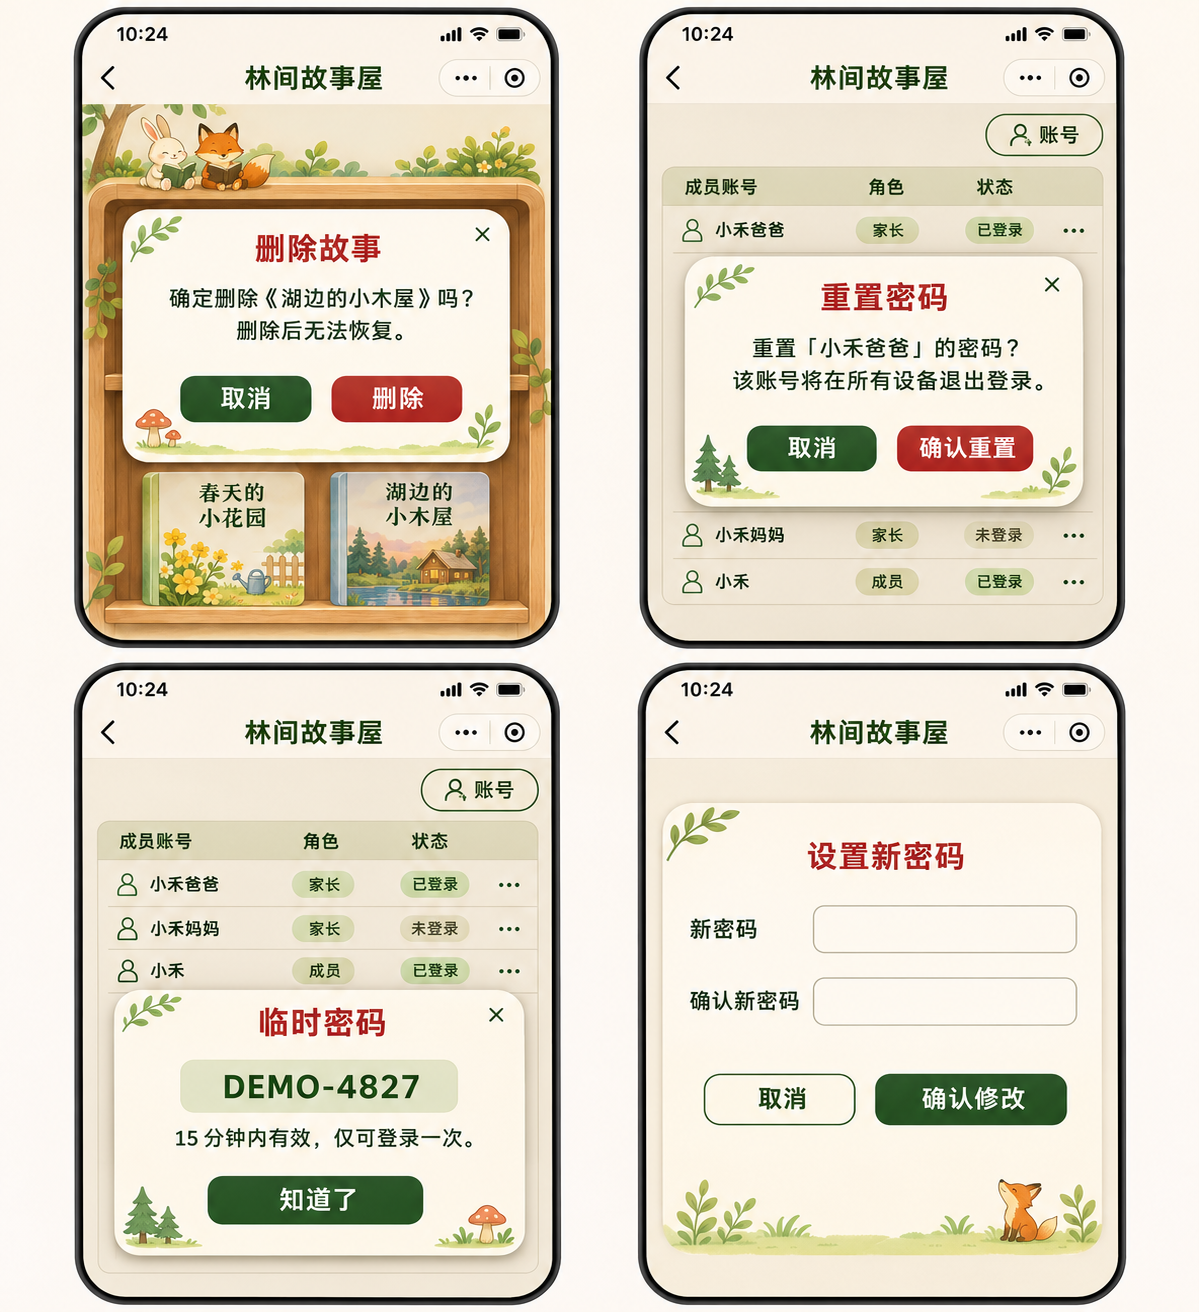 10:24
林间故事屋
删除故事
确定删除《湖边的小木屋》吗？
删除后无法恢复。
取消
删除
春天的
小花园
湖边的
小木屋
10:24
林间故事屋
账号
成员账号 角色 状态
小禾爸爸 家长 已登录
重置密码
重置「小禾爸爸」的密码？
该账号将在所有设备退出登录。
取消
确认重置
小禾妈妈 家长 未登录
小禾 成员 已登录
10:24
林间故事屋
账号
成员账号 角色 状态
小禾爸爸 家长 已登录
小禾妈妈 家长 未登录
小禾 成员 已登录
临时密码
DEMO-4827
15 分钟内有效，仅可登录一次。
知道了
10:24
林间故事屋
设置新密码
新密码
确认新密码
取消
确认修改